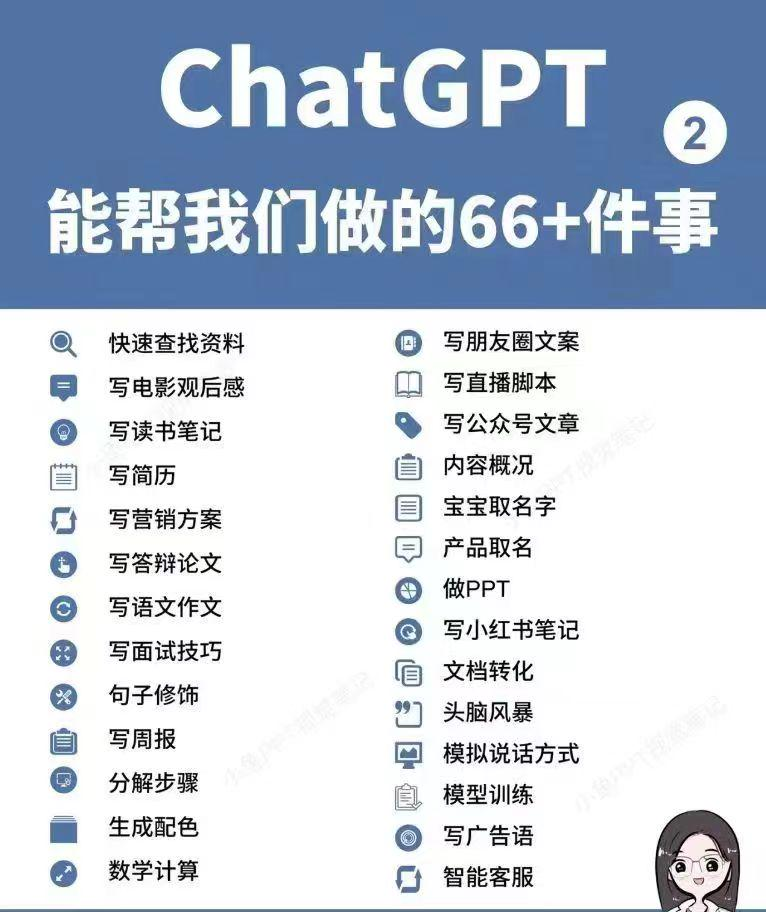 ChatGPT
2
能帮我们做的66+件事
快速查找资料
写电影观后感
写读书笔记
写简历
写营销方案
写答辩论文
写语文作文
写面试技巧
句子修饰
写周报
分解步骤
生成配色
数学计算
写朋友圈文案
写直播脚本
写公众号文章
内容概况
宝宝取名字
产品取名
做PPT
写小红书笔记
文档转化
头脑风暴
模拟说话方式
模型训练
写广告语
智能客服